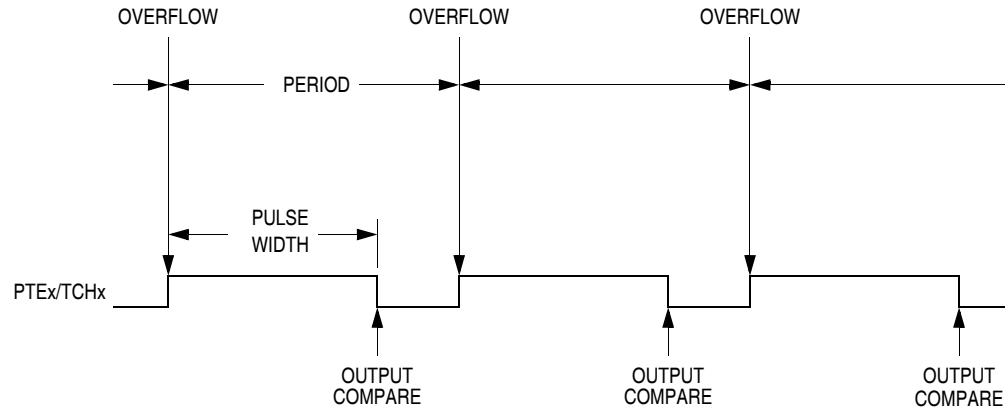 OVERFLOW
OVERFLOW
OVERFLOW
PERIOD
PULSE
WIDTH
PTEx/TCHx
OUTPUT
COMPARE
OUTPUT
COMPARE
OUTPUT
COMPARE